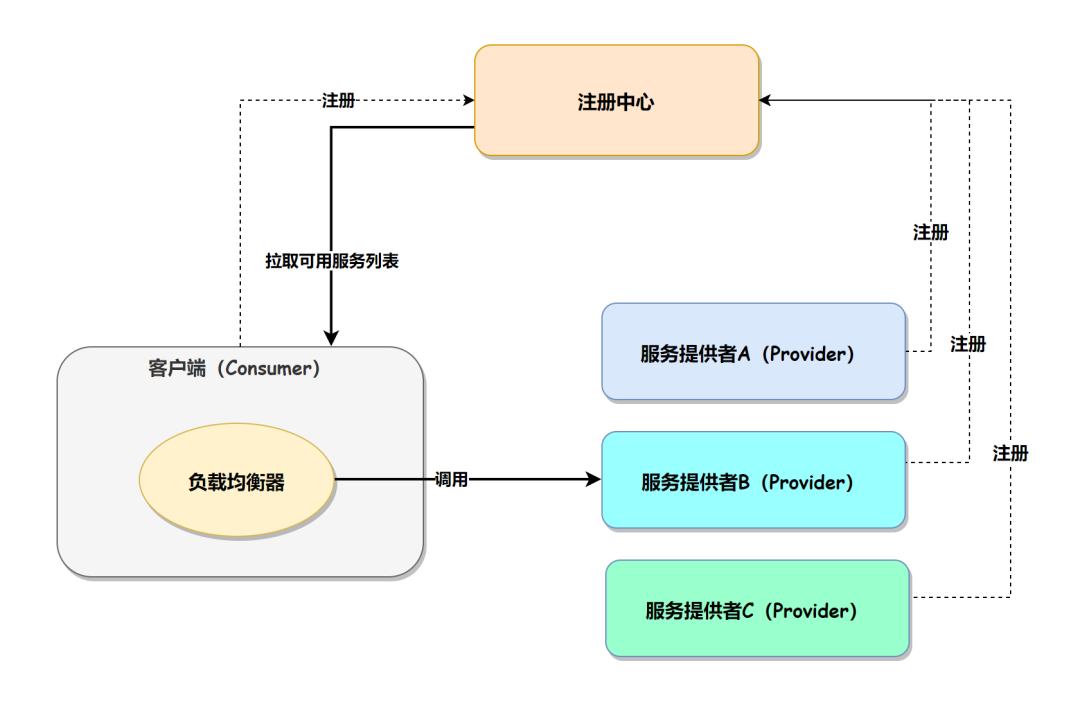 注册中心
注册
拉取可用服务列表
注册
注册
注册
客户端（Consumer）
负载均衡器
调用
服务提供者A（Provider）
服务提供者B（Provider）
服务提供者C（Provider）